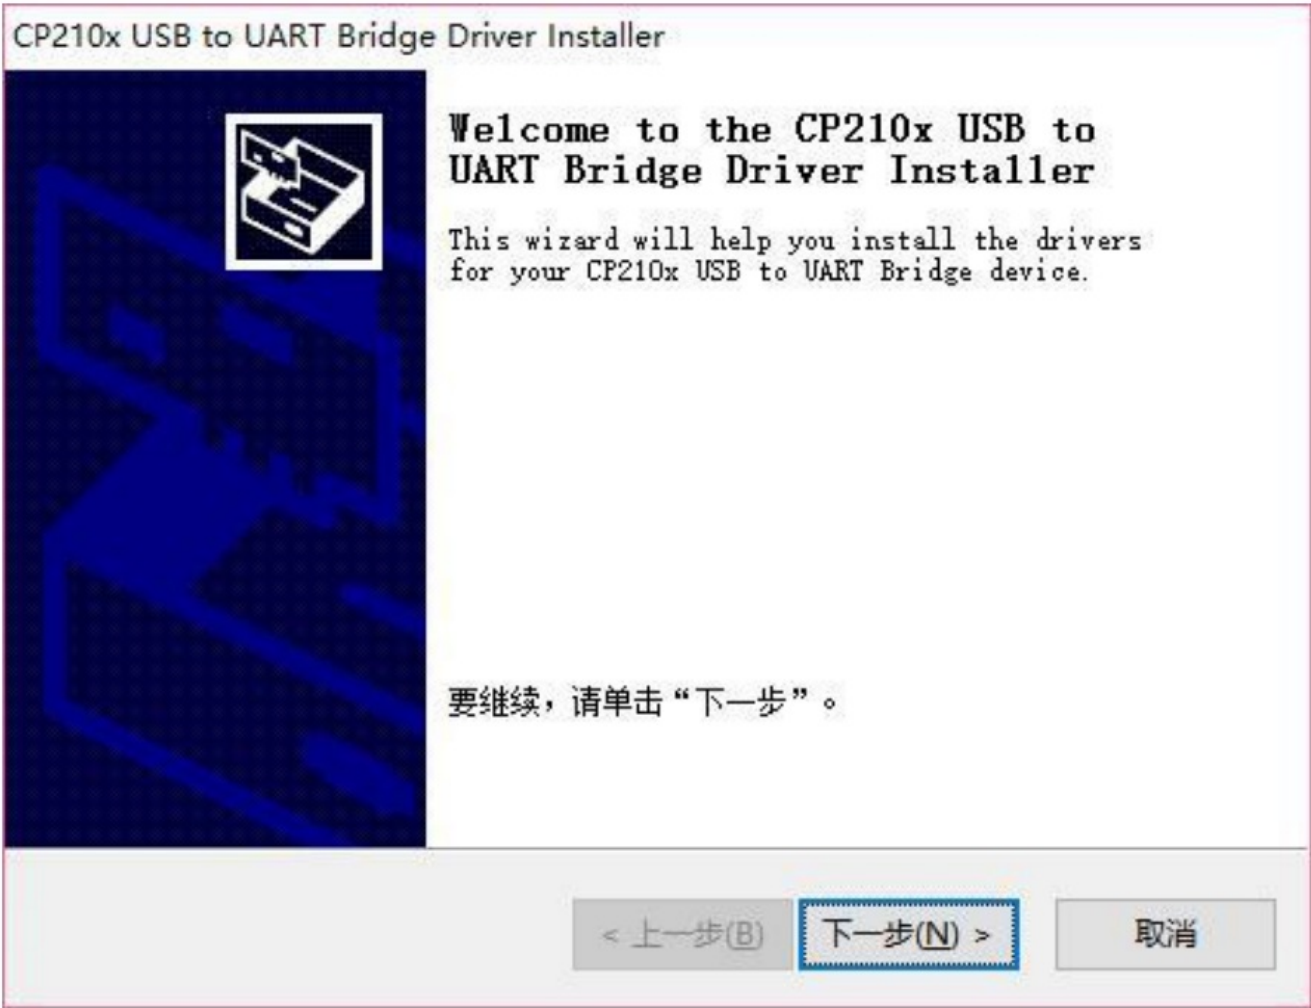 CP210x USB to UART Bridge Driver Installer
Welcome to the CP210x USB to
UART Bridge Driver Installer
This wizard will help you install the drivers
for your CP210x USB to UART Bridge device.
要继续，请单击“下一步”。
< 上一步(B)
下一步(N) >
取消